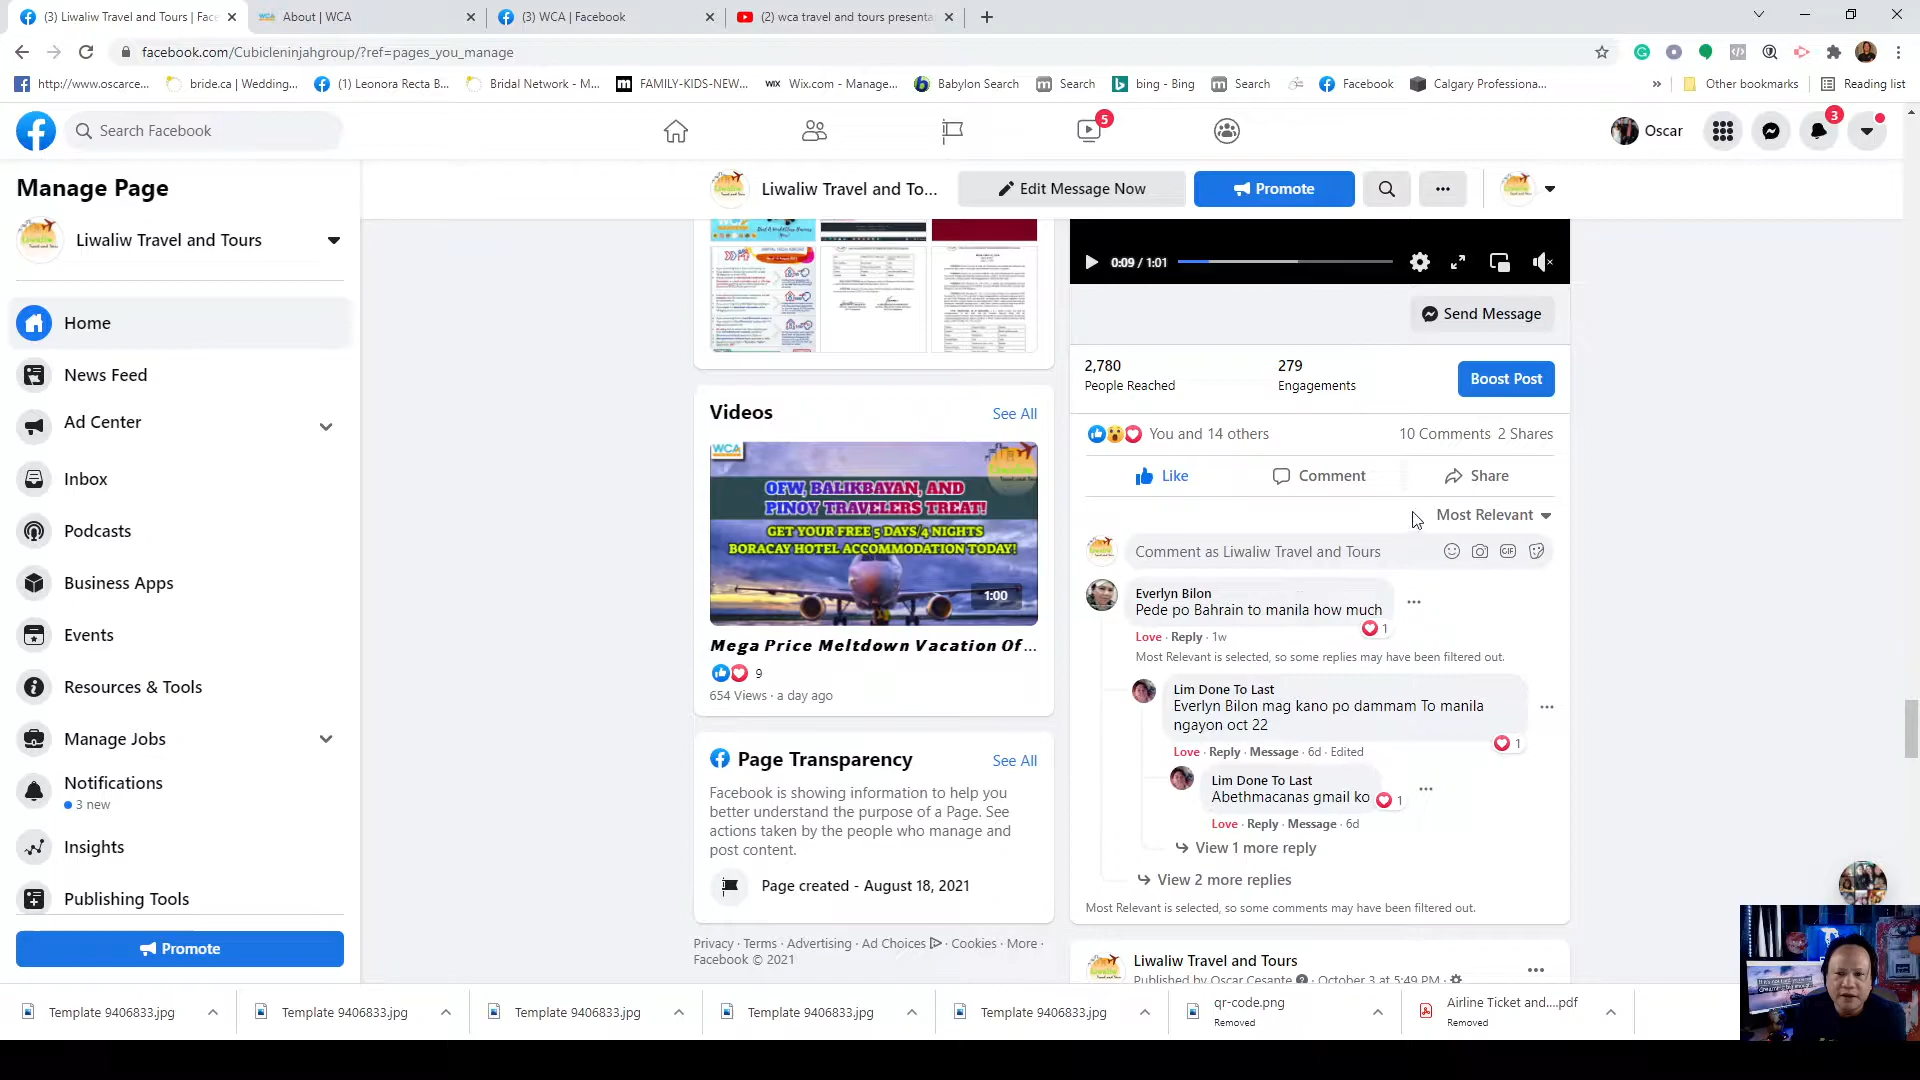 (3) Liwaliw Travel and Tours | Fac
About | WCA
(3) WCA | Facebook
(2) wca travel and tours presenta
facebook.com/Cubicleninjahgroup/?ref=pages_you_manage
http://www.oscarce...
bride.ca | Wedding...
(1) Leonora Recta B...
Bridal Network - M...
FAMILY-KIDS-NEW...
Wix.com - Manage...
Babylon Search
Search
bing - Bing
Search
Facebook
Calgary Professiona...
Other bookmarks
Reading list
Search Facebook
5
Oscar
3
Manage Page
Liwaliw Travel and Tours
Home
News Feed
Ad Center
Inbox
Podcasts
Business Apps
Events
Resources & Tools
Manage Jobs
Notifications
3 new
Insights
Publishing Tools
Promote
Liwaliw Travel and To...
Edit Message Now
Promote
Videos
See All
WCA
OFW, BALIKBAYAN, AND
PINOY TRAVELERS TREAT!
GET YOUR FREE 5 DAYS/4 NIGHTS
BORACAY HOTEL ACCOMMODATION TODAY!
1:00
Mega Price Meltdown Vacation Of...
9
654 Views · a day ago
Page Transparency
See All
Facebook is showing information to help you
better understand the purpose of a Page. See
actions taken by the people who manage and
post content.
Page created - August 18, 2021
Privacy · Terms · Advertising · Ad Choices · Cookies · More ·
Facebook © 2021
0:09 / 1:01
Send Message
2,780
People Reached
279
Engagements
Boost Post
You and 14 others
10 Comments 2 Shares
Like
Comment
Share
Most Relevant
Comment as Liwaliw Travel and Tours
Everlyn Bilon
Pede po Bahrain to manila how much
1
Love · Reply · 1w
Most Relevant is selected, so some replies may have been filtered out.
Lim Done To Last
Everlyn Bilon mag kano po dammam To manila
ngayon oct 22
1
Love · Reply · Message · 6d · Edited
Lim Done To Last
Abethmacanas gmail ko
1
Love · Reply · Message · 6d
View 1 more reply
View 2 more replies
Most Relevant is selected, so some comments may have been filtered out.
Liwaliw Travel and Tours
Published by Oscar Cesante · October 3 at 5:49 PM ·
Template 9406833.jpg
Template 9406833.jpg
Template 9406833.jpg
Template 9406833.jpg
Template 9406833.jpg
qr-code.png
Removed
Airline Ticket and....pdf
Removed